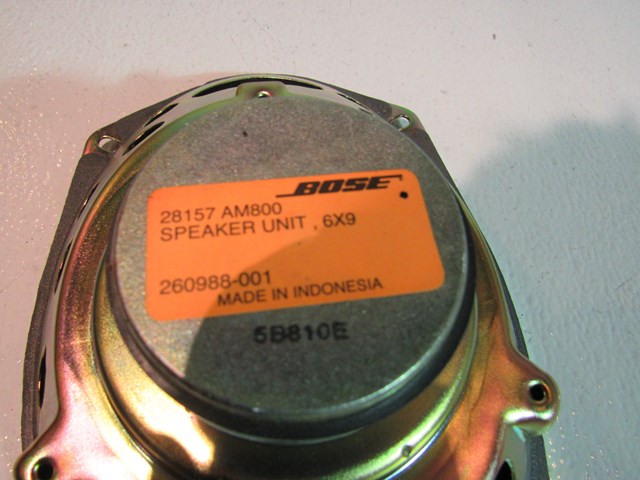 BOSE
28157 AM800
SPEAKER UNIT , 6X9
260988-001
MADE IN INDONESIA
5B810E